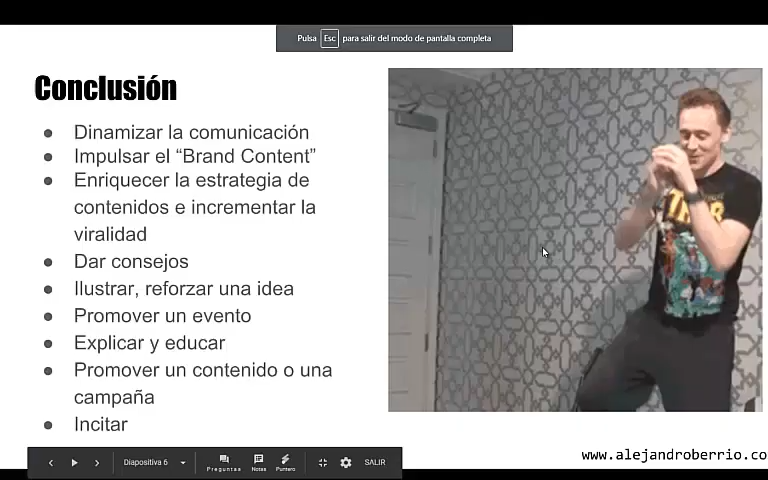 Pulsa Esc para salir del modo de pantalla completa
Conclusión
Dinamizar la comunicación
Impulsar el “Brand Content”
Enriquecer la estrategia de
contenidos e incrementar la
viralidad
Dar consejos
Ilustrar, reforzar una idea
Promover un evento
Explicar y educar
Promover un contenido o una
campaña
Incitar
Diapositiva 6
Preguntas
Notas
Puntero
SALIR
www.alejandroberrio.co